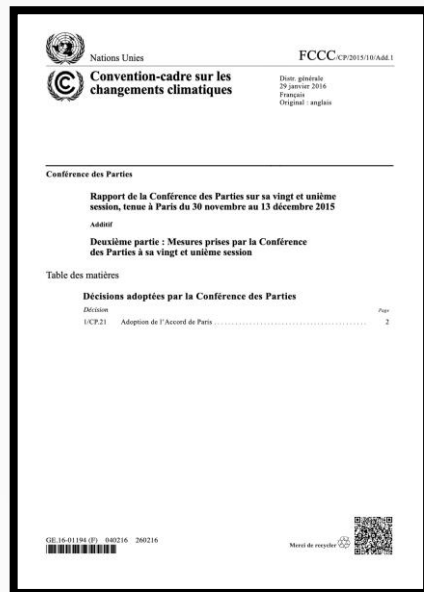 Nations Unies
FCCC/CP/2015/10/Add.1
Convention-cadre sur les
changements climatiques
Distr. générale
29 janvier 2016
Français
Original : anglais
Conférence des Parties
Rapport de la Conférence des Parties sur sa vingt et unième
session, tenue à Paris du 30 novembre au 13 décembre 2015
Additif
Deuxième partie : Mesures prises par la Conférence
des Parties à sa vingt et unième session
Table des matières
Décisions adoptées par la Conférence des Parties
Décision Page
1/CP.21 Adoption de l'Accord de Paris ............................................... 2
GE.16-01194 (F) 040216 260216
Merci de recycler